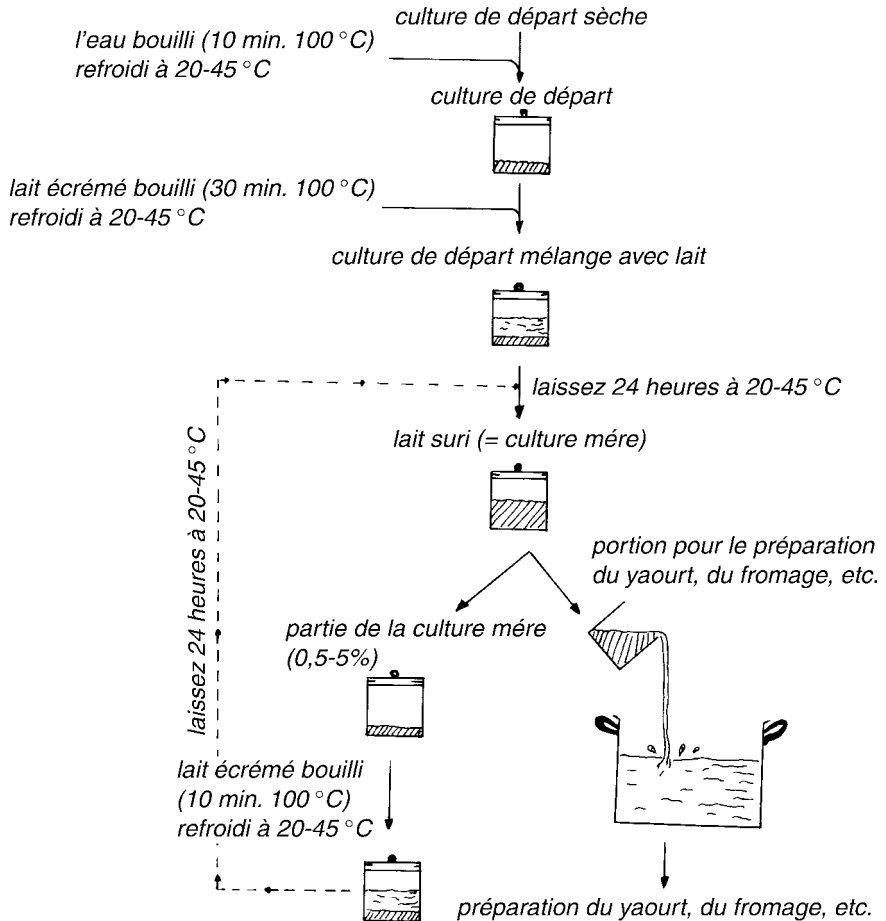 culture de départ sèche
l'eau bouilli (10 min. 100 °C)
refroidi à 20-45 °C
culture de départ
lait écrémé bouilli (30 min. 100 °C)
refroidi à 20-45 °C
culture de départ mélange avec lait
laissez 24 heures à 20-45 °C
lait suri (= culture mére)
laissez 24 heures à 20-45 °C
portion pour le préparation
du yaourt, du fromage, etc.
partie de la culture mére
(0,5-5%)
lait écrémé bouilli
(10 min. 100 °C)
refroidi à 20-45 °C
préparation du yaourt, du fromage, etc.